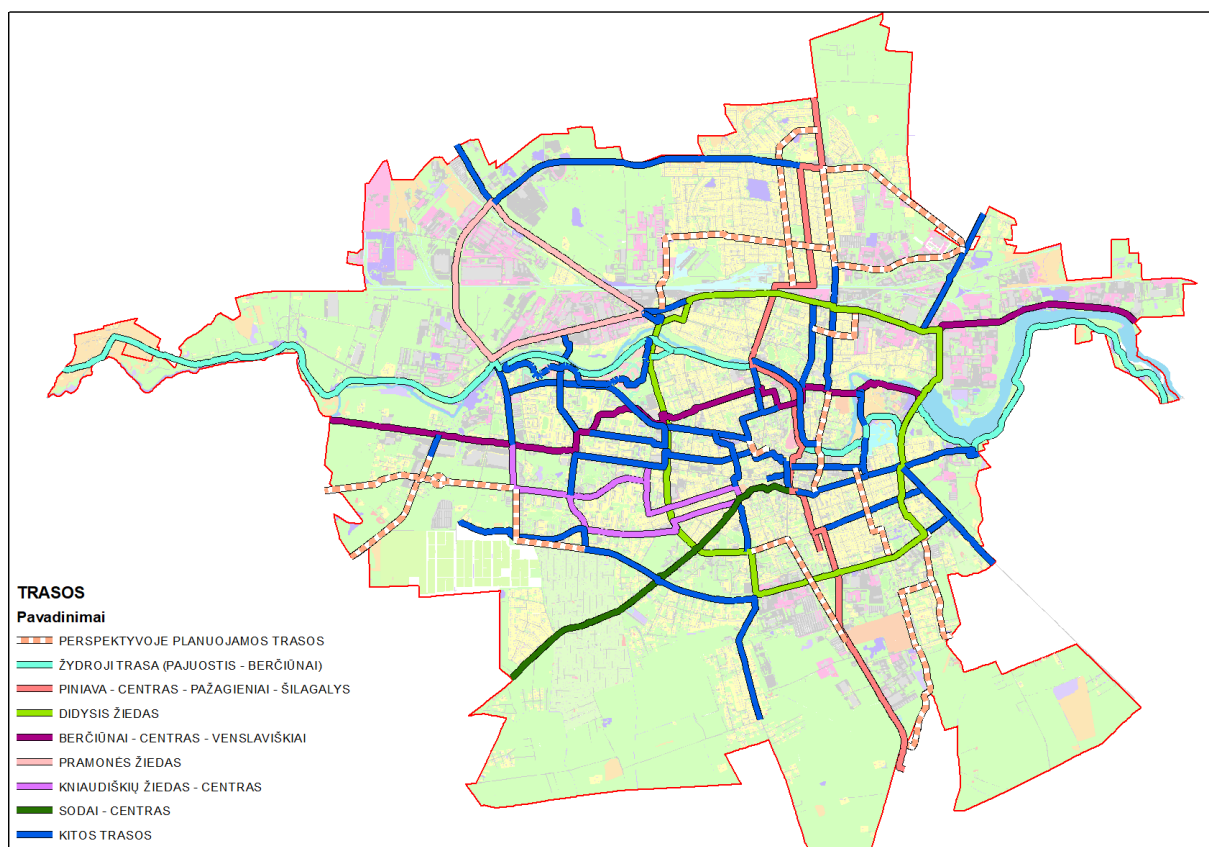 TRASOS
Pavadinimai
PERSPEKTYVOJE PLANUOJAMOS TRASOS
ŽYDROJI TRASA (PAJUOSTIS - BERČIŪNAI)
PINIAVA - CENTRAS - PAŽAGIENIAI - ŠILAGALYS
DIDYSIS ŽIEDAS
BERČIŪNAI - CENTRAS - VENSLAVIŠKIAI
PRAMONĖS ŽIEDAS
KNIAUDIŠKIŲ ŽIEDAS - CENTRAS
SODAI - CENTRAS
KITOS TRASOS